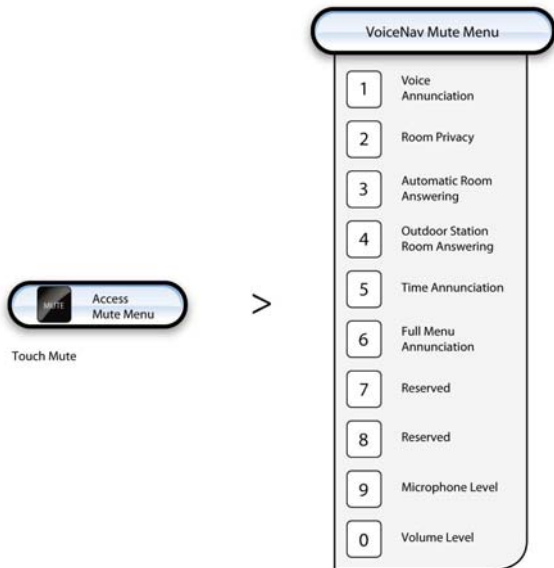 VoiceNav Mute Menu
1
Voice
Annunciation
2
Room Privacy
3
Automatic Room
Answering
4
Outdoor Station
Room Answering
MUTE
Access
Mute Menu
>
5
Time Annunciation
Touch Mute
6
Full Menu
Annunciation
7
Reserved
8
Reserved
9
Microphone Level
0
Volume Level